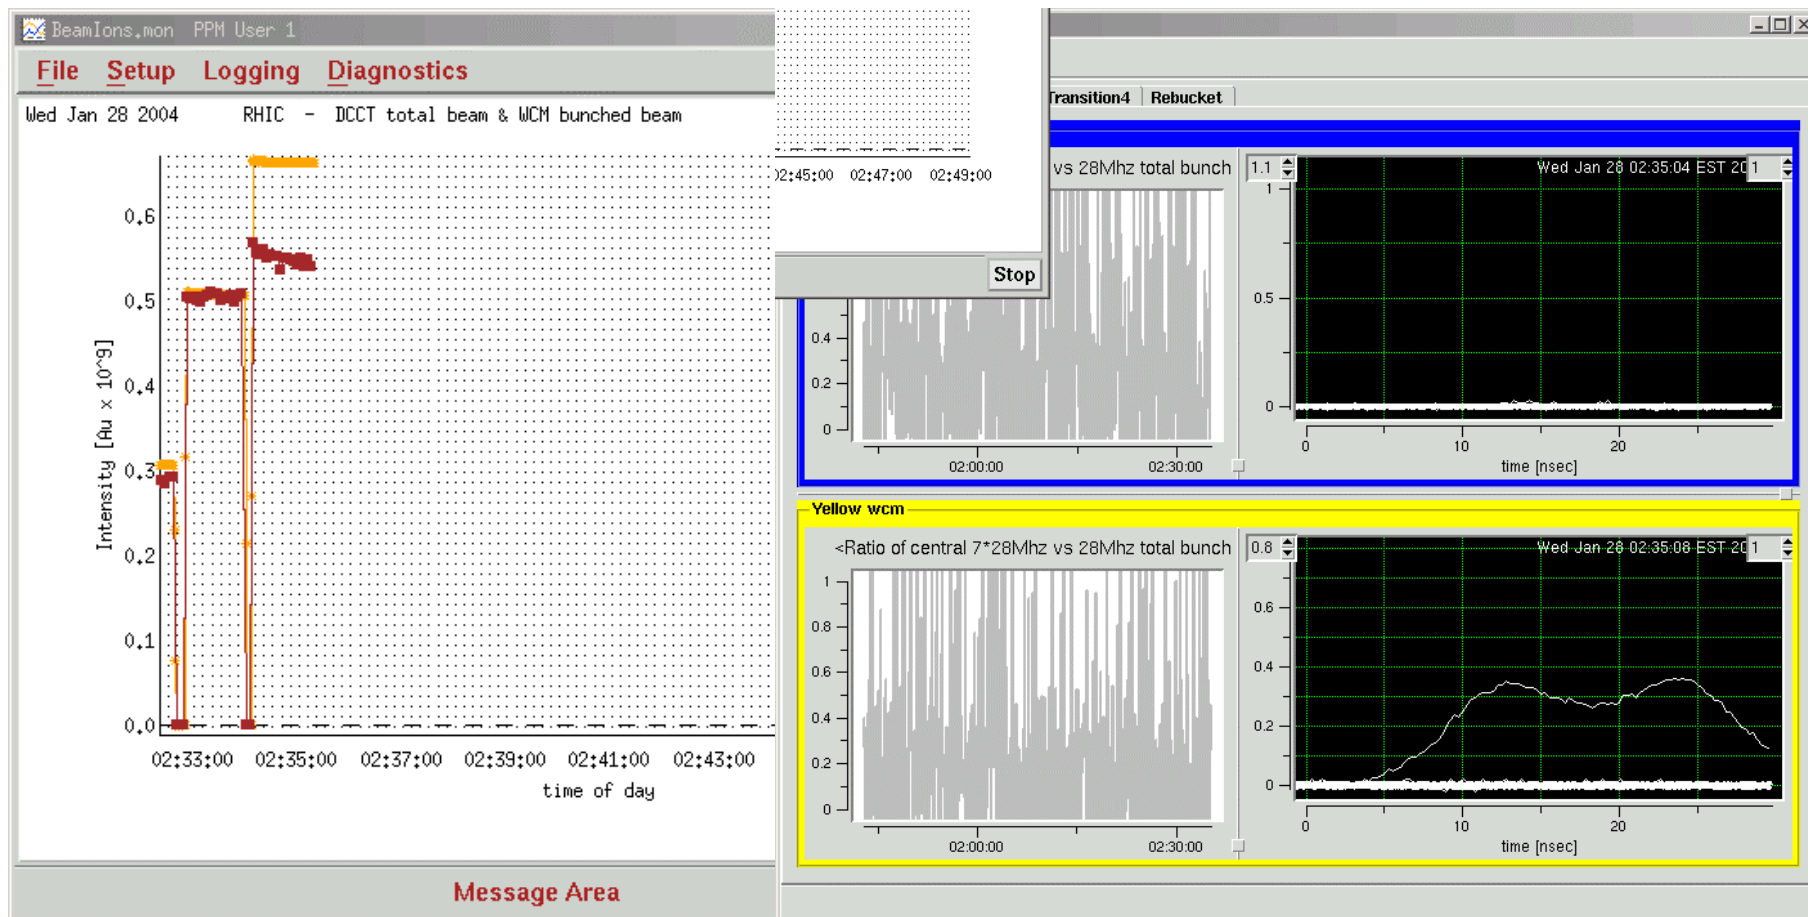 BeamIons.mon PPM User 1
File Setup Logging Diagnostics
Wed Jan 28 2004 RHIC - DCCT total beam & WCM bunched beam
0.6
0.5
0.4
0.3
0.2
0.1
0.0
Intensity [Au x 10^9]
02:33:00 02:35:00 02:37:00 02:39:00 02:41:00 02:43:00
time of day
Message Area
02:45:00 02:47:00 02:49:00
Stop
Transition4 Rebucket
vs 28Mhz total bunch
0.4
0.2
0
02:00:00 02:30:00
1.1
Wed Jan 28 02:35:04 EST 20
1
1
0.5
0
0 10 20
time [nsec]
Yellow wcm
<Ratio of central 7*28Mhz vs 28Mhz total bunch
1
0.8
0.6
0.4
0.2
0
02:00:00 02:30:00
0.8
Wed Jan 28 02:35:08 EST 20
1
0.6
0.4
0.2
0
0 10 20
time [nsec]